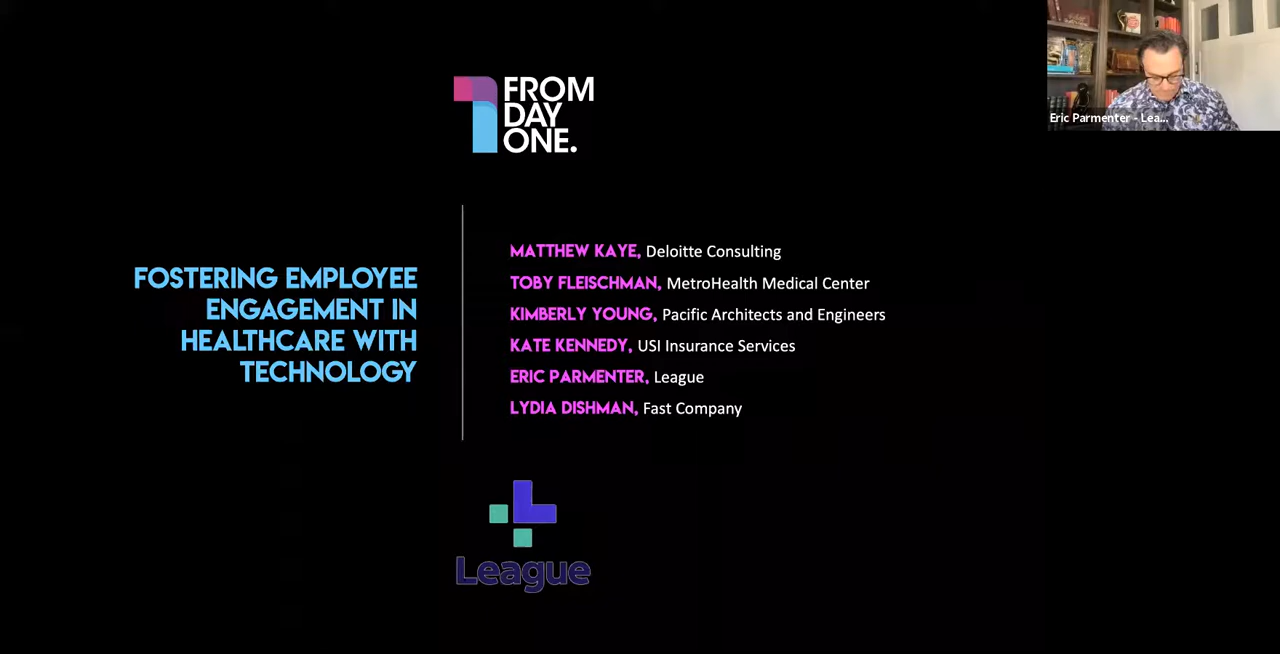 FROM
DAY
ONE.
Eric Parmenter - Lea...
FOSTERING EMPLOYEE
ENGAGEMENT IN
HEALTHCARE WITH
TECHNOLOGY
MATTHEW KAYE, Deloitte Consulting
TOBY FLEISCHMAN, MetroHealth Medical Center
KIMBERLY YOUNG, Pacific Architects and Engineers
KATE KENNEDY, USI Insurance Services
ERIC PARMENTER, League
LYDIA DISHMAN, Fast Company
League